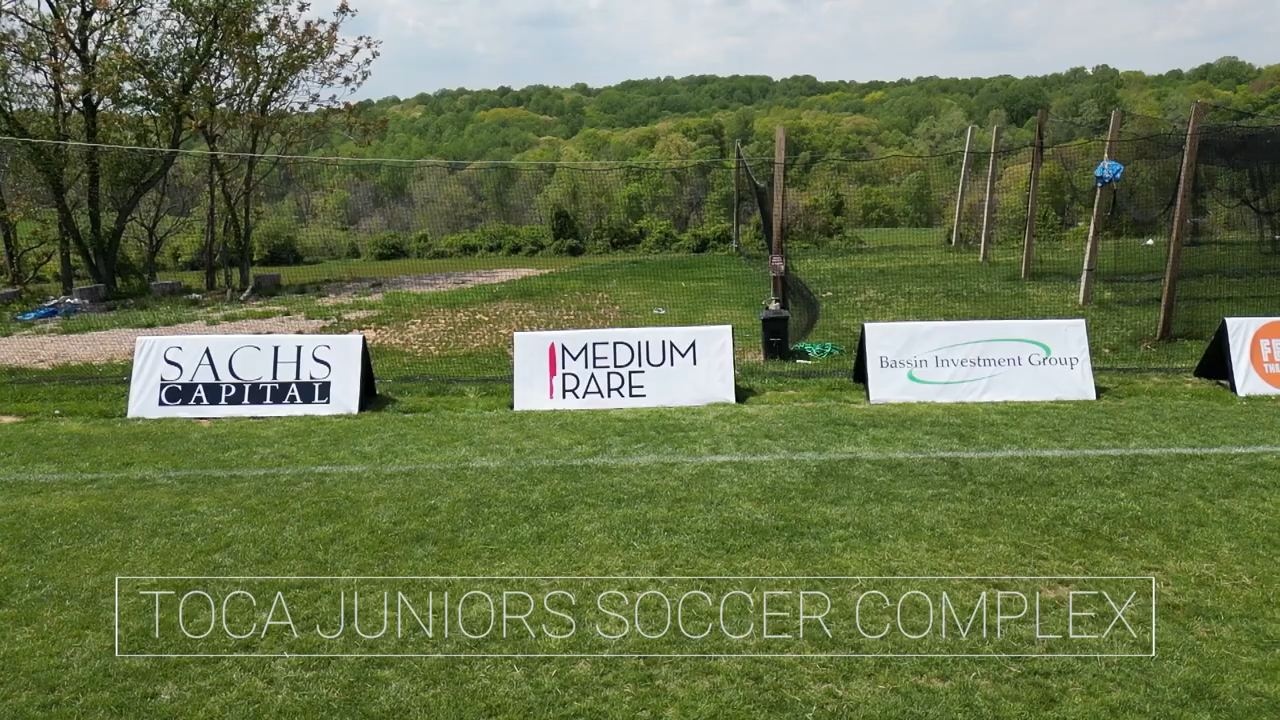 SACHS
CAPITAL
MEDIUM
RARE
Bassin Investment Group
TOCA JUNIORS SOCCER COMPLEX